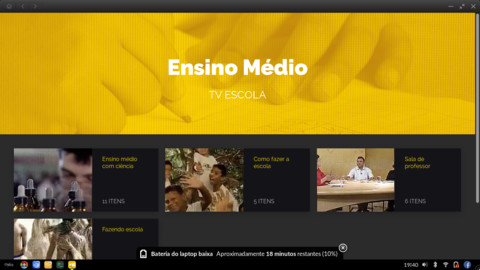 Ensino Médio
TV ESCOLA
Ensino médio
com ciência
11 ITENS
Como fazer a
escola
5 ITENS
Sala de
professor
6 ITENS
Fazendo escola
Bateria do laptop baixa Aproximadamente 18 minutos restantes (10%)
19:40